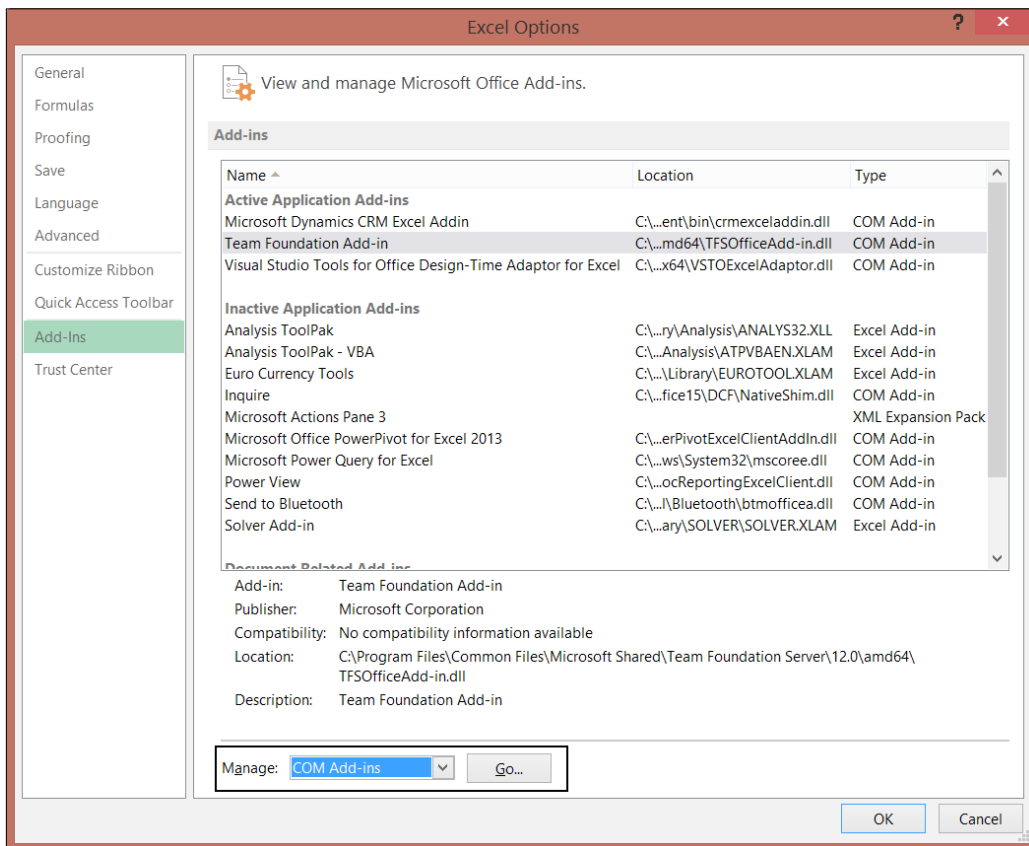 Excel Options
?
General
Formulas
Proofing
Save
Language
Advanced
Customize Ribbon
Quick Access Toolbar
Add-Ins
Trust Center
View and manage Microsoft Office Add-ins.
Add-ins
Name Location Type
Active Application Add-ins
Microsoft Dynamics CRM Excel Addin C:\...ent\bin\crmexceladdin.dll COM Add-in
Team Foundation Add-in C:\...md64\TFSOfficeAdd-in.dll COM Add-in
Visual Studio Tools for Office Design-Time Adaptor for Excel C:\...x64\VSTOExcelAdaptor.dll COM Add-in
Inactive Application Add-ins
Analysis ToolPak C:\...ry\Analysis\ANALYS32.XLL Excel Add-in
Analysis ToolPak - VBA C:\...Analysis\ATPVBAEN.XLAM Excel Add-in
Euro Currency Tools C:\...\Library\EUROTOOL.XLAM Excel Add-in
Inquire C:\...fice15\DCF\NativeShim.dll COM Add-in
Microsoft Actions Pane 3 XML Expansion Pack
Microsoft Office PowerPivot for Excel 2013 C:\...erPivotExcelClientAddIn.dll COM Add-in
Microsoft Power Query for Excel C:\...ws\System32\mscoree.dll COM Add-in
Power View C:\...ocReportingExcelClient.dll COM Add-in
Send to Bluetooth C:\...l\Bluetooth\btmofficea.dll COM Add-in
Solver Add-in C:\...ary\SOLVER\SOLVER.XLAM Excel Add-in
Document Related Add-ins
Add-in: Team Foundation Add-in
Publisher: Microsoft Corporation
Compatibility: No compatibility information available
Location: C:\Program Files\Common Files\Microsoft Shared\Team Foundation Server\12.0\amd64\
TFSOfficeAdd-in.dll
Description: Team Foundation Add-in
Manage: COM Add-ins Go...
OK Cancel